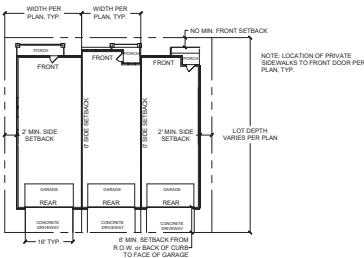 WIDTH PER
PLAN, TYP.
WIDTH PER
PLAN, TYP.
NO MIN. FRONT SETBACK
PORCH
FRONT
PORCH
FRONT
PORCH
FRONT
NOTE: LOCATION OF PRIVATE
SIDEWALKS TO FRONT DOOR PER
PLAN, TYP.
2' MIN. SIDE
SETBACK
0' SIDE SETBACK
0' SIDE SETBACK
2' MIN. SIDE
SETBACK
LOT DEPTH
VARIES PER PLAN
GARAGE
REAR
GARAGE
REAR
GARAGE
REAR
CONCRETE
DRIVEWAY
CONCRETE
DRIVEWAY
CONCRETE
DRIVEWAY
16' TYP.
6' MIN. SETBACK FROM
R.O.W. or BACK OF CURB
TO FACE OF GARAGE